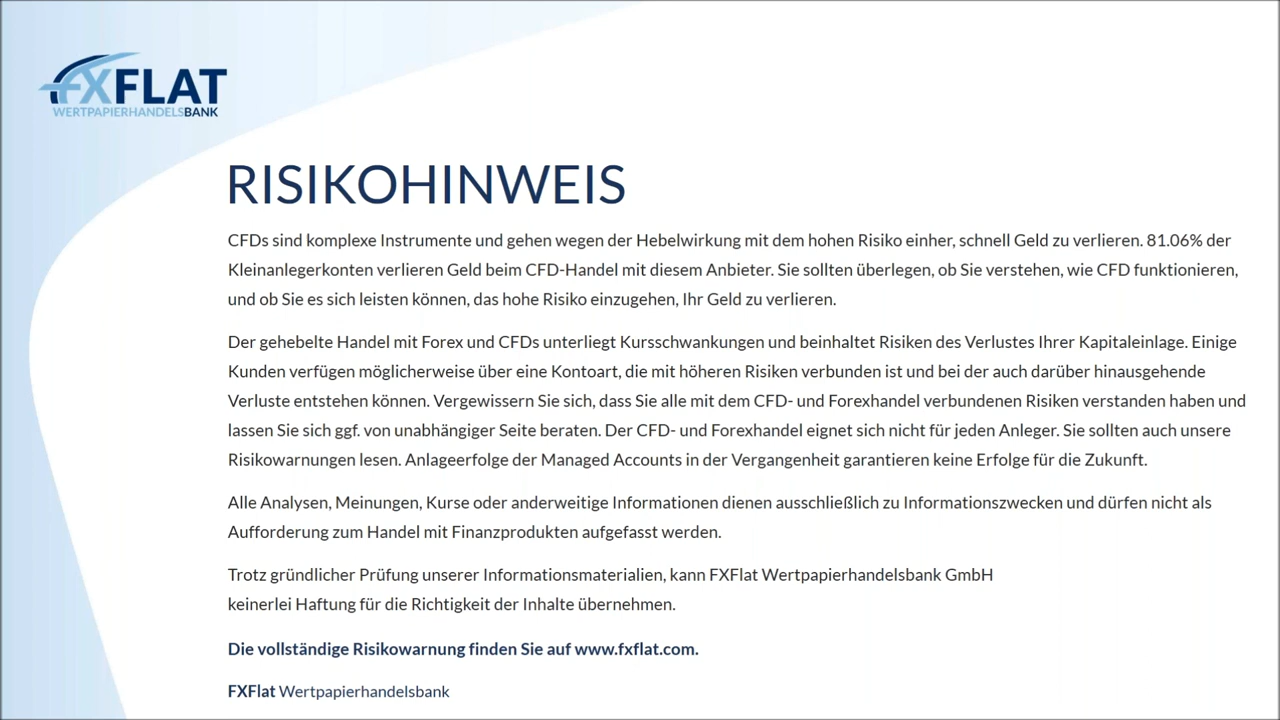 FXFLAT
WERTPAPIERHANDELSBANK
RISIKOHINWEIS
CFDs sind komplexe Instrumente und gehen wegen der Hebelwirkung mit dem hohen Risiko einher, schnell Geld zu verlieren. 81.06% der
Kleinanlegerkonten verlieren Geld beim CFD-Handel mit diesem Anbieter. Sie sollten überlegen, ob Sie verstehen, wie CFD funktionieren,
und ob Sie es sich leisten können, das hohe Risiko einzugehen, Ihr Geld zu verlieren.
Der gehebelte Handel mit Forex und CFDs unterliegt Kursschwankungen und beinhaltet Risiken des Verlustes Ihrer Kapitaleinlage. Einige
Kunden verfügen möglicherweise über eine Kontoart, die mit höheren Risiken verbunden ist und bei der auch darüber hinausgehende
Verluste entstehen können. Vergewissern Sie sich, dass Sie alle mit dem CFD- und Forexhandel verbundenen Risiken verstanden haben und
lassen Sie sich ggf. von unabhängiger Seite beraten. Der CFD- und Forexhandel eignet sich nicht für jeden Anleger. Sie sollten auch unsere
Risikowarnungen lesen. Anlageerfolge der Managed Accounts in der Vergangenheit garantieren keine Erfolge für die Zukunft.
Alle Analysen, Meinungen, Kurse oder anderweitige Informationen dienen ausschließlich zu Informationszwecken und dürfen nicht als
Aufforderung zum Handel mit Finanzprodukten aufgefasst werden.
Trotz gründlicher Prüfung unserer Informationsmaterialien, kann FXFlat Wertpapierhandelsbank GmbH
keinerlei Haftung für die Richtigkeit der Inhalte übernehmen.
Die vollständige Risikowarnung finden Sie auf www.fxflat.com.
FXFlat Wertpapierhandelsbank